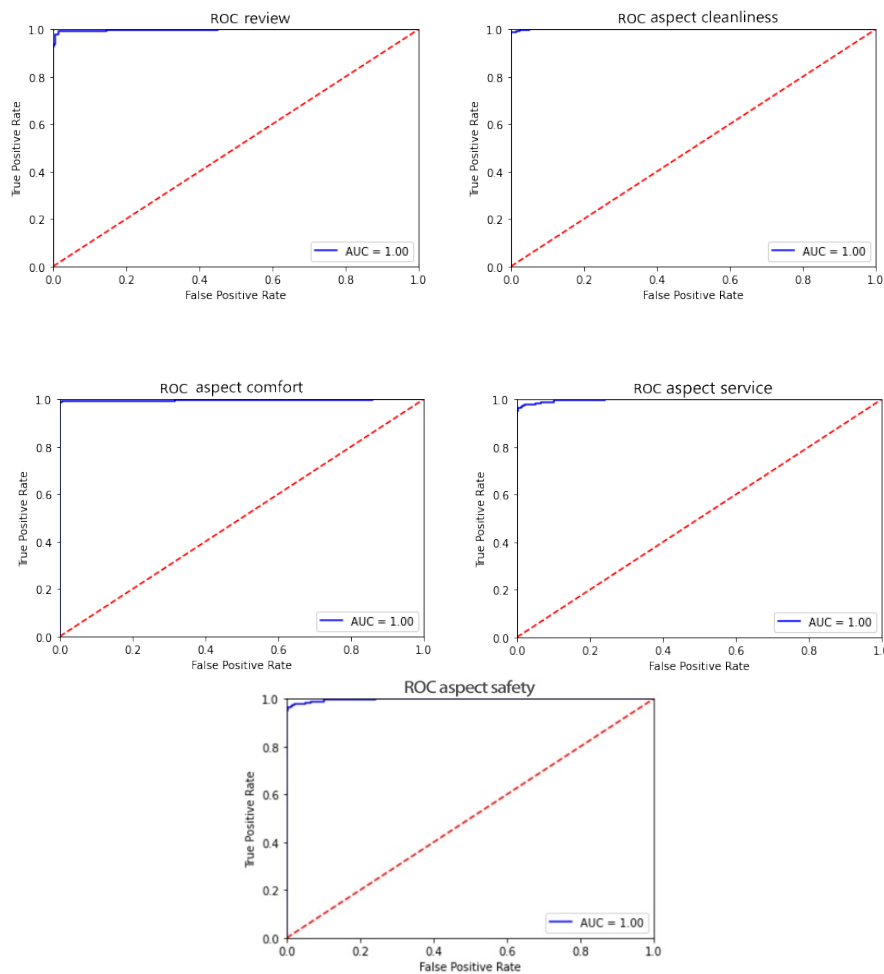 ROC review
True Positive Rate
1.0
0.8
0.6
0.4
0.2
0.0
AUC = 1.00
0.0 0.2 0.4 0.6 0.8 1.0
False Positive Rate
ROC aspect cleanliness
True Positive Rate
1.0
0.8
0.6
0.4
0.2
0.0
AUC = 1.00
0.0 0.2 0.4 0.6 0.8 1.0
False Positive Rate
ROC aspect comfort
True Positive Rate
1.0
0.8
0.6
0.4
0.2
0.0
AUC = 1.00
0.0 0.2 0.4 0.6 0.8 1.0
False Positive Rate
ROC aspect service
True Positive Rate
1.0
0.8
0.6
0.4
0.2
0.0
AUC = 1.00
0.0 0.2 0.4 0.6 0.8 1.0
False Positive Rate
ROC aspect safety
True Positive Rate
1.0
0.8
0.6
0.4
0.2
0.0
AUC = 1.00
0.0 0.2 0.4 0.6 0.8 1.0
False Positive Rate